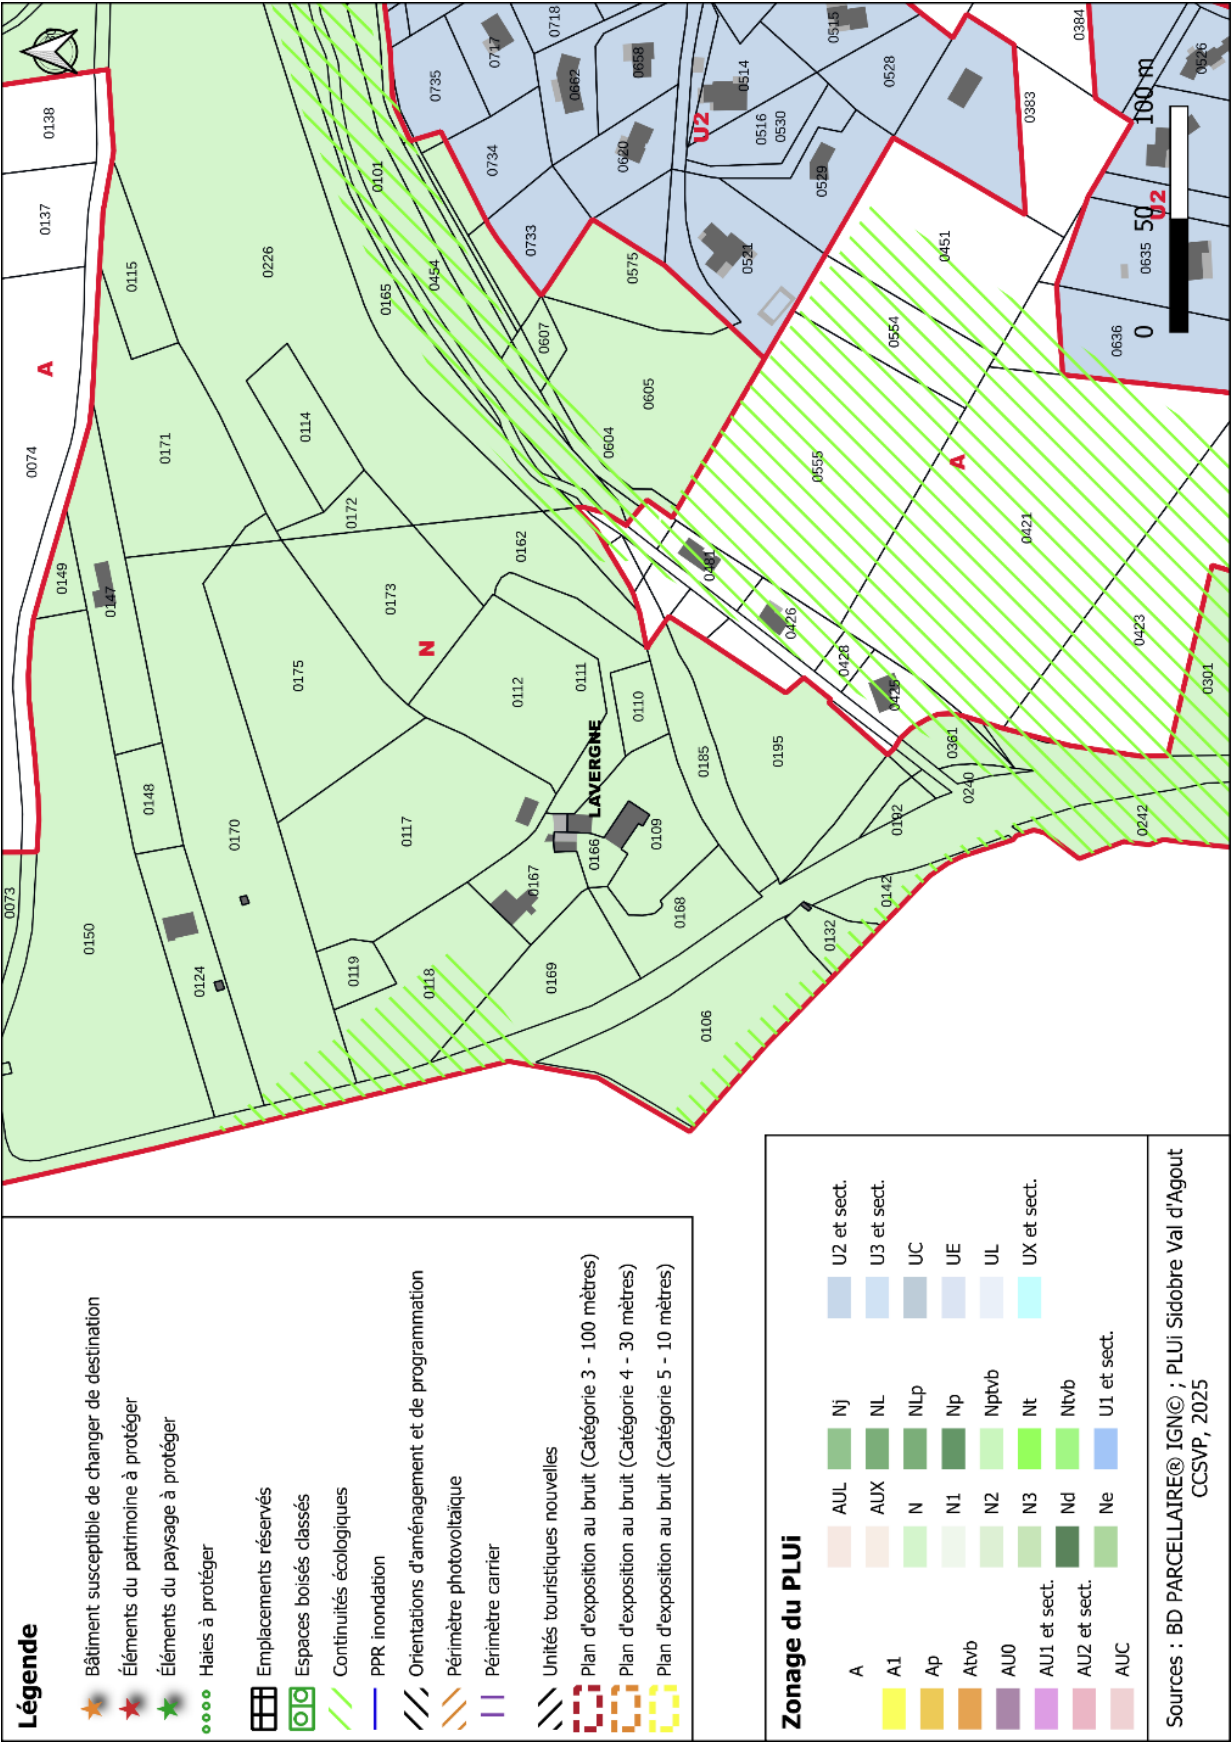 Légende
Bâtiment susceptible de changer de destination
Éléments du patrimoine à protéger
Éléments du paysage à protéger
Haies à protéger
Emplacements réservés
Espaces boisés classés
Continuités écologiques
PPR inondation
Orientations d'aménagement et de programmation
Périmètre photovoltaïque
Périmètre carrier
Unités touristiques nouvelles
Plan d'exposition au bruit (Catégorie 3 - 100 mètres)
Plan d'exposition au bruit (Catégorie 4 - 30 mètres)
Plan d'exposition au bruit (Catégorie 5 - 10 mètres)
Zonage du PLUi
A
A1
Ap
Atvb
AU0
AU1 et sect.
AU2 et sect.
AUC
AUL
AUX
N
N1
N2
N3
Nd
Ne
Nj
NL
NLp
Np
Nptvb
Nt
Ntvb
U1 et sect.
U2 et sect.
U3 et sect.
UC
UE
UL
UX et sect.
Sources : BD PARCELLAIRE® IGN© ; PLUi Sidobre Val d'Agout
CCSVP, 2025
0073
0150
0124
0148
0170
0119
0118
0117
0167
0169
0166
0109
0168
0106
0132
0142
0192
0240
0242
0361
0185
0195
LAVERGNE
0110
0111
0112
0175
0173
N
0162
0172
0114
0171
0147
0149
0074
A
0115
0137
0138
0226
0165
0101
0454
0604
0605
0607
0575
0733
0734
0735
0717
0718
0662
0658
0620
U2
0514
0516
0530
0529
0521
0515
0528
0383
0384
0526
0451
0554
0555
A
0421
0423
0301
0481
0426
0428
0425
0635
0636
U2
0 50 100 m